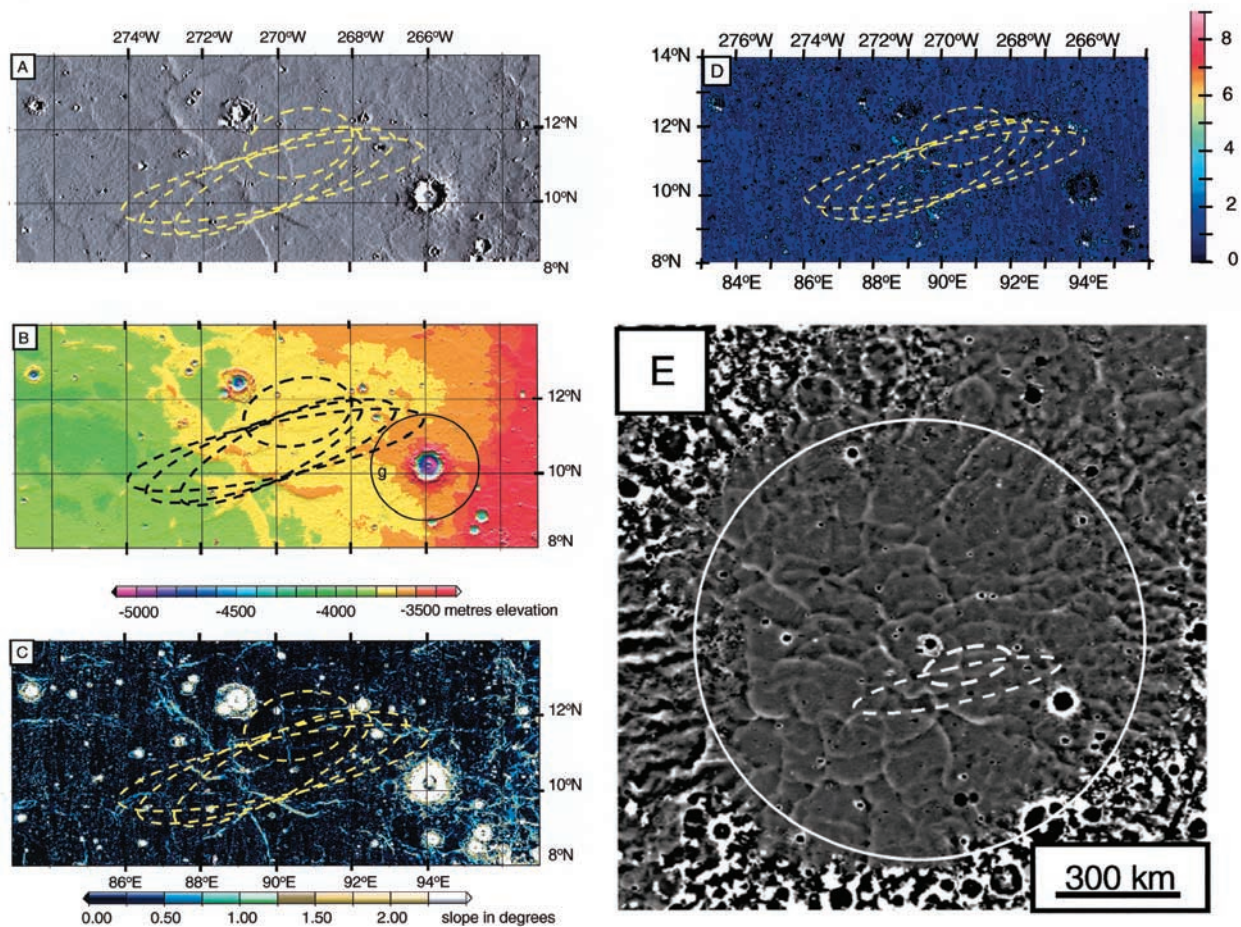 274ºW 272ºW 270ºW 268ºW 266ºW
A
12ºN
10ºN
8ºN
B
12ºN
g
10ºN
8ºN
-5000 -4500 -4000 -3500 metres elevation
C
12ºN
10ºN
8ºN
86ºE 88ºE 90ºE 92ºE 94ºE
0.00 0.50 1.00 1.50 2.00 slope in degrees
276ºW 274ºW 272ºW 270ºW 268ºW 266ºW
14ºN
D
12ºN
10ºN
8ºN
84ºE 86ºE 88ºE 90ºE 92ºE 94ºE
8
6
4
2
0
E
300 km